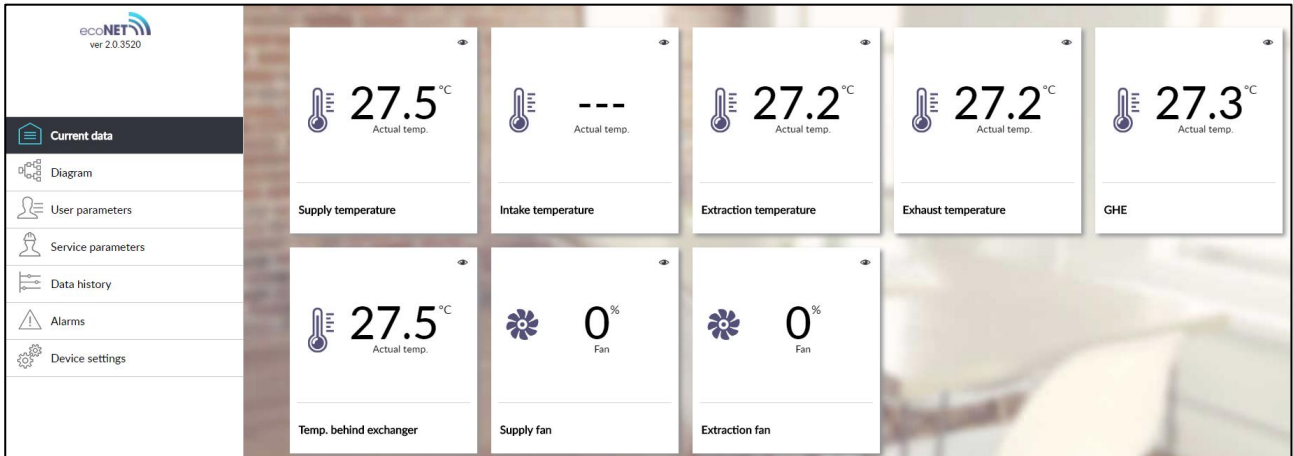 ecoNET
ver 2.0.3520
Current data
Diagram
User parameters
Service parameters
Data history
Alarms
Device settings
27.5 °C
Actual temp.
Supply temperature
---
Actual temp.
Intake temperature
27.2 °C
Actual temp.
Extraction temperature
27.2 °C
Actual temp.
Exhaust temperature
27.3 °C
Actual temp.
GHE
27.5 °C
Actual temp.
Temp. behind exchanger
0 %
Fan
Supply fan
0 %
Fan
Extraction fan